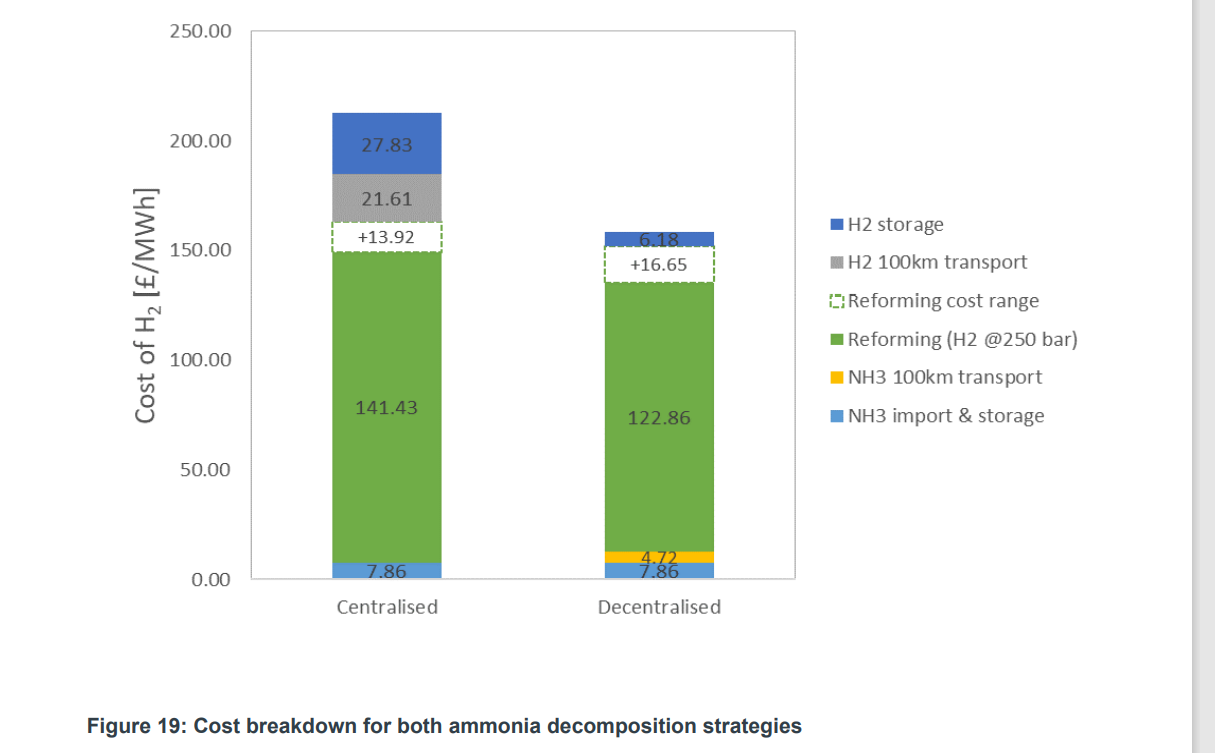 250.00
200.00
150.00
100.00
50.00
0.00
Cost of H2 [£/MWh]
27.83
21.61
+13.92
141.43
7.86
6.18
+16.65
122.86
4.72
7.86
Centralised
Decentralised
H2 storage
H2 100km transport
Reforming cost range
Reforming (H2 @250 bar)
NH3 100km transport
NH3 import & storage
Figure 19: Cost breakdown for both ammonia decomposition strategies